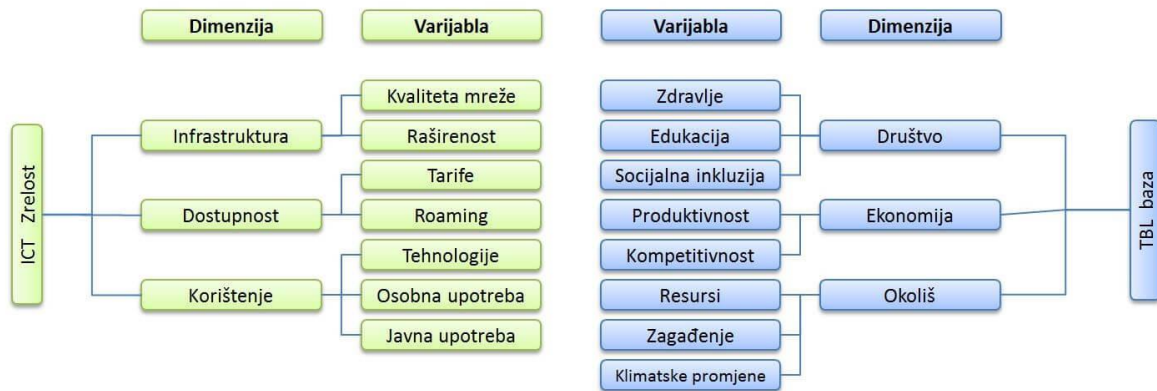 Dimenzija Varijabla Varijabla Dimenzija
Kvaliteta mreže Zdravlje
Infrastruktura Raširenost Edukacija Društvo
Tarife Socijalna inkluzija
ICT Zrelost Dostupnost Roaming Produktivnost Ekonomija TBL baza
Tehnologije Kompetitivnost
Korištenje Osobna upotreba Resursi Okoliš
Javna upotreba Zagađenje
Klimatske promjene